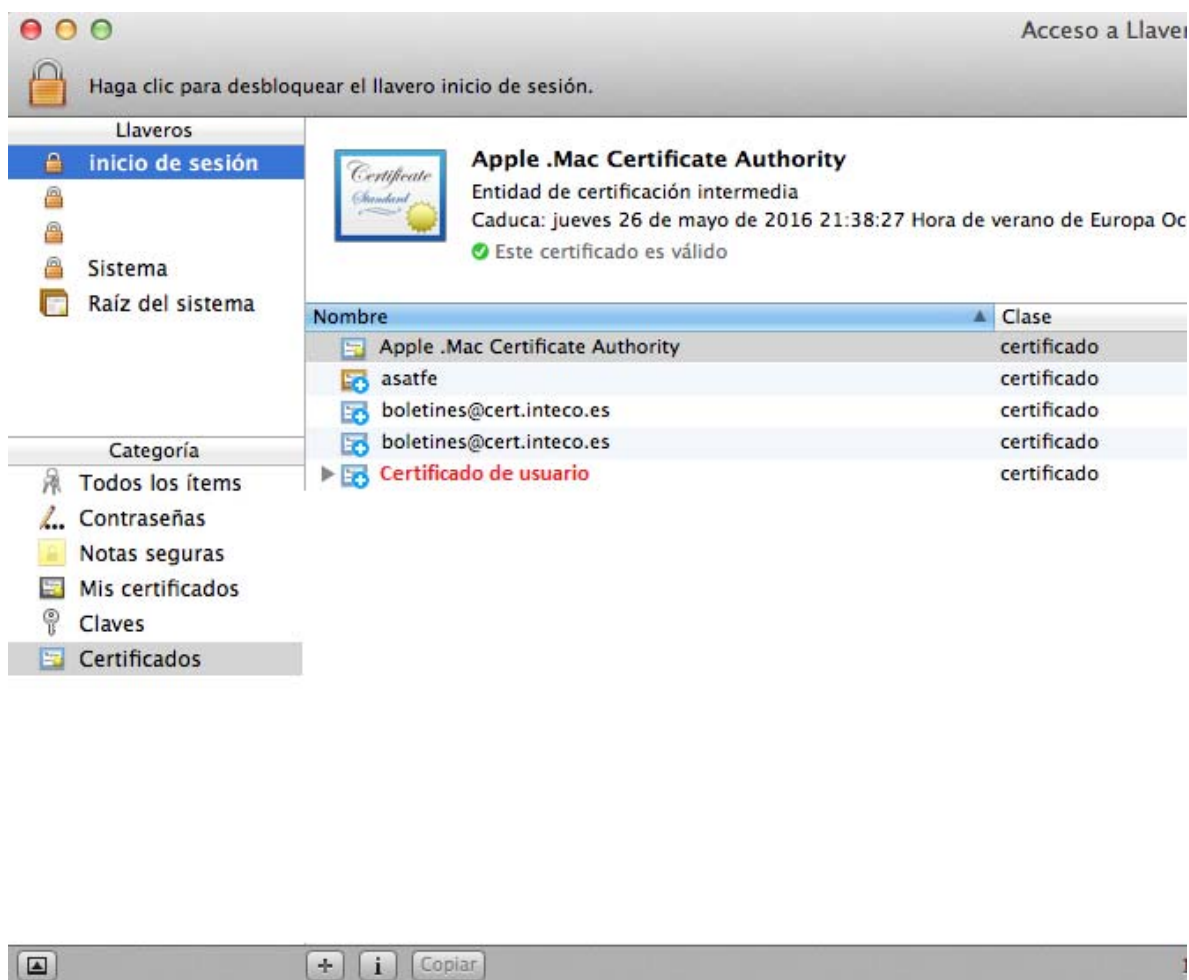 Acceso a Llaver
Haga clic para desbloquear el llavero inicio de sesión.
Llaveros
inicio de sesión
Sistema
Raíz del sistema
Certificate
Standard
Apple .Mac Certificate Authority
Entidad de certificación intermedia
Caduca: jueves 26 de mayo de 2016 21:38:27 Hora de verano de Europa Oc
Este certificado es válido
Nombre Clase
Apple .Mac Certificate Authority certificado
asatfe certificado
boletines@cert.inteco.es certificado
boletines@cert.inteco.es certificado
Certificado de usuario certificado
Categoría
Todos los ítems
Contraseñas
Notas seguras
Mis certificados
Claves
Certificados
+ i Copiar